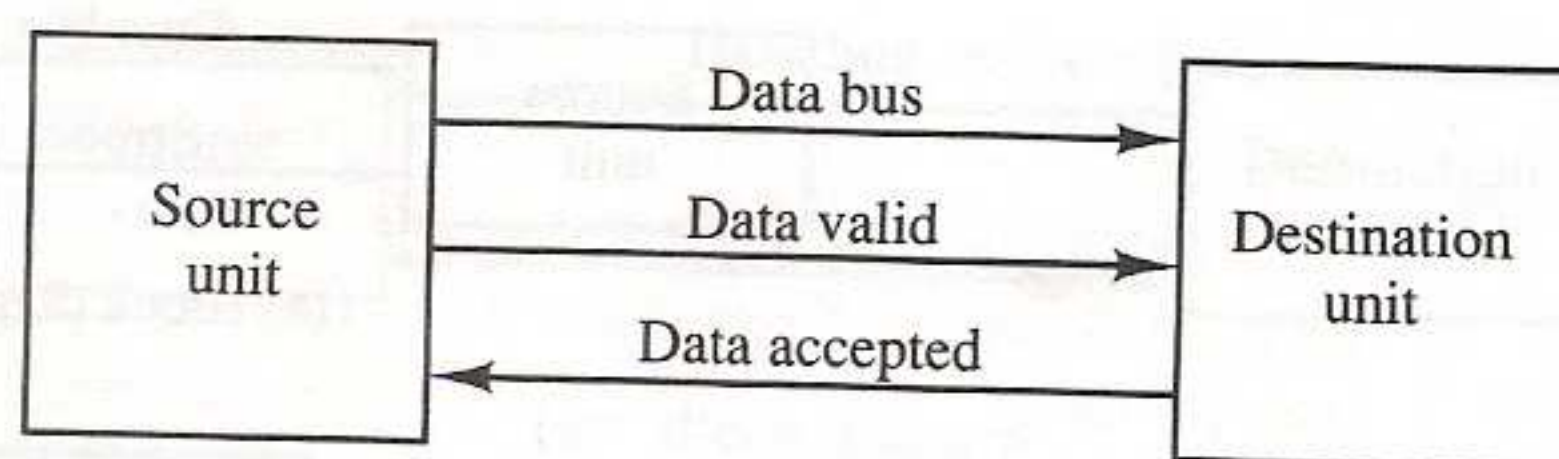 Data bus
Source
unit
Data valid
Destination
unit
Data accepted